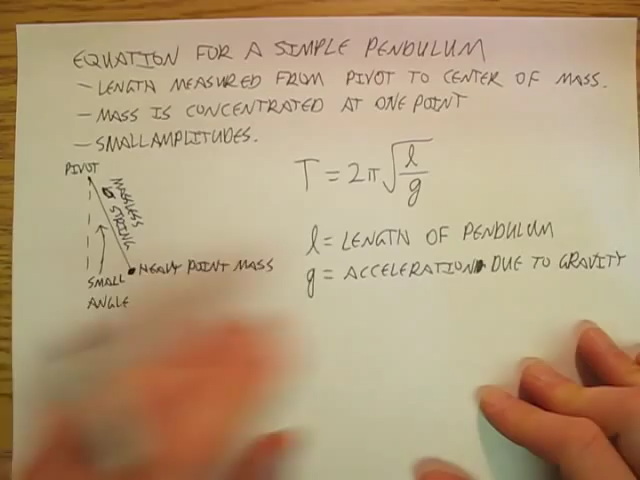 EQUATION FOR A SIMPLE PENDULUM
- LENGTH MEASURED FROM PIVOT TO CENTER OF MASS.
- MASS IS CONCENTRATED AT ONE POINT
- SMALL AMPLITUDES.
PIVOT
MASSLESS
STRING
HEAVY POINT MASS
SMALL
ANGLE
T = 2π√(l/g)
l = LENGTH OF PENDULUM
g = ACCELERATION DUE TO GRAVITY